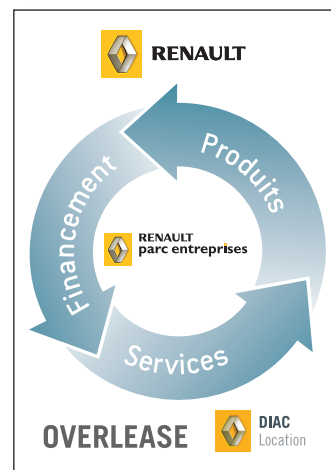 RENAULT
Produits
Financement
RENAULT
parc entreprises
Services
OVERLEASE
DIAC
Location